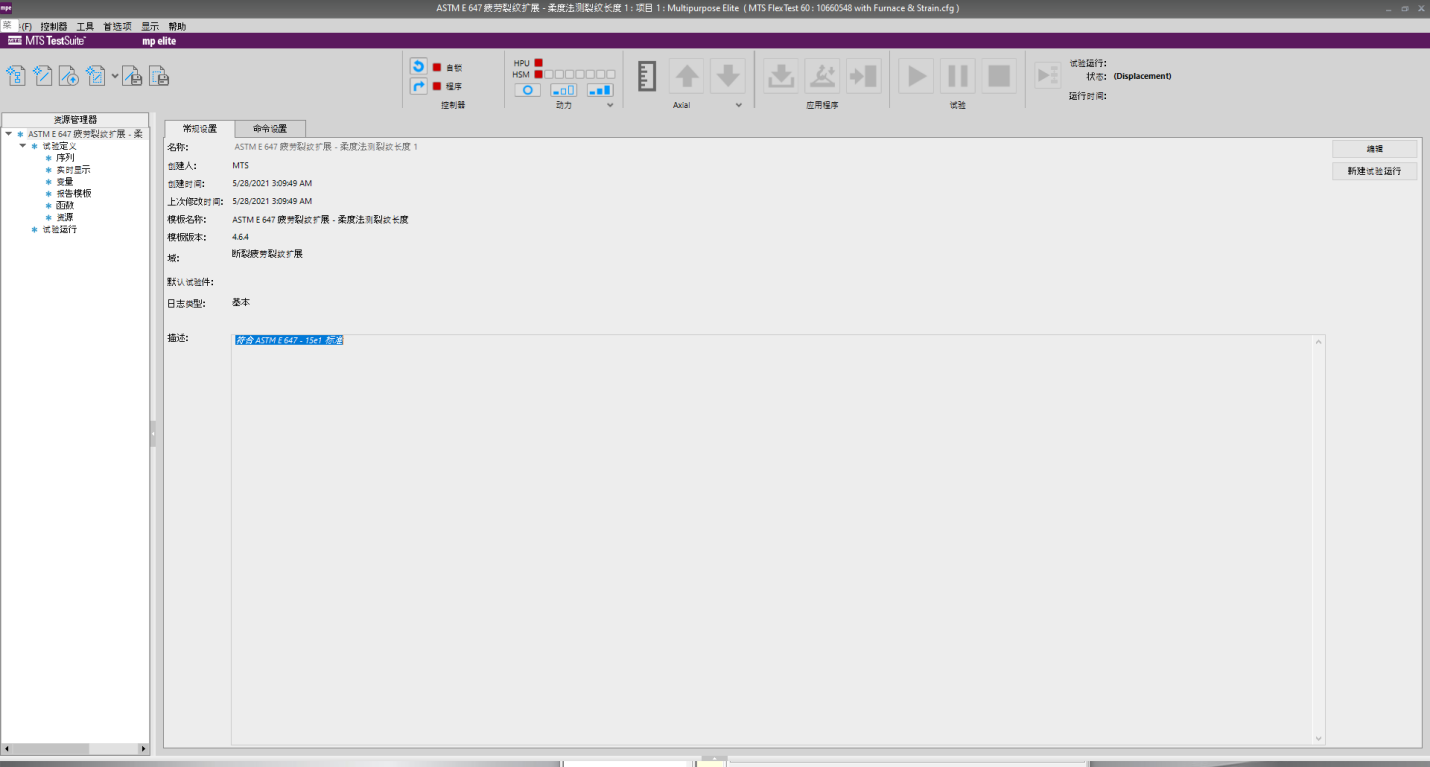 mpe
ASTM E 647 疲劳裂纹扩展 - 柔度法测裂纹长度 1 : 项目 1 : Multipurpose Elite ( MTS FlexTest 60 : 10660548 with Furnace & Strain.cfg )
菜 (F) 控制器 工具 首选项 显示 帮助
MTS TestSuite mp elite
自锁
程序
控制器
HPU
HSM
动力
Axial
应用程序
试验
试验运行:
状态: (Displacement)
运行时间:
资源管理器
ASTM E 647 疲劳裂纹扩展 - 柔
试验定义
序列
实时显示
变量
报告模板
函数
资源
试验运行
常规设置 命令设置
名称: ASTM E 647 疲劳裂纹扩展 - 柔度法测裂纹长度 1
创建人: MTS
创建时间: 5/28/2021 3:09:49 AM
上次修改时间: 5/28/2021 3:09:49 AM
模板名称: ASTM E 647 疲劳裂纹扩展 - 柔度法测裂纹长度
模板版本: 4.6.4
域: 断裂疲劳裂纹扩展
默认试验件:
日志类型: 基本
描述: 符合 ASTM E 647 - 15e1 标准
编辑
新建试验运行